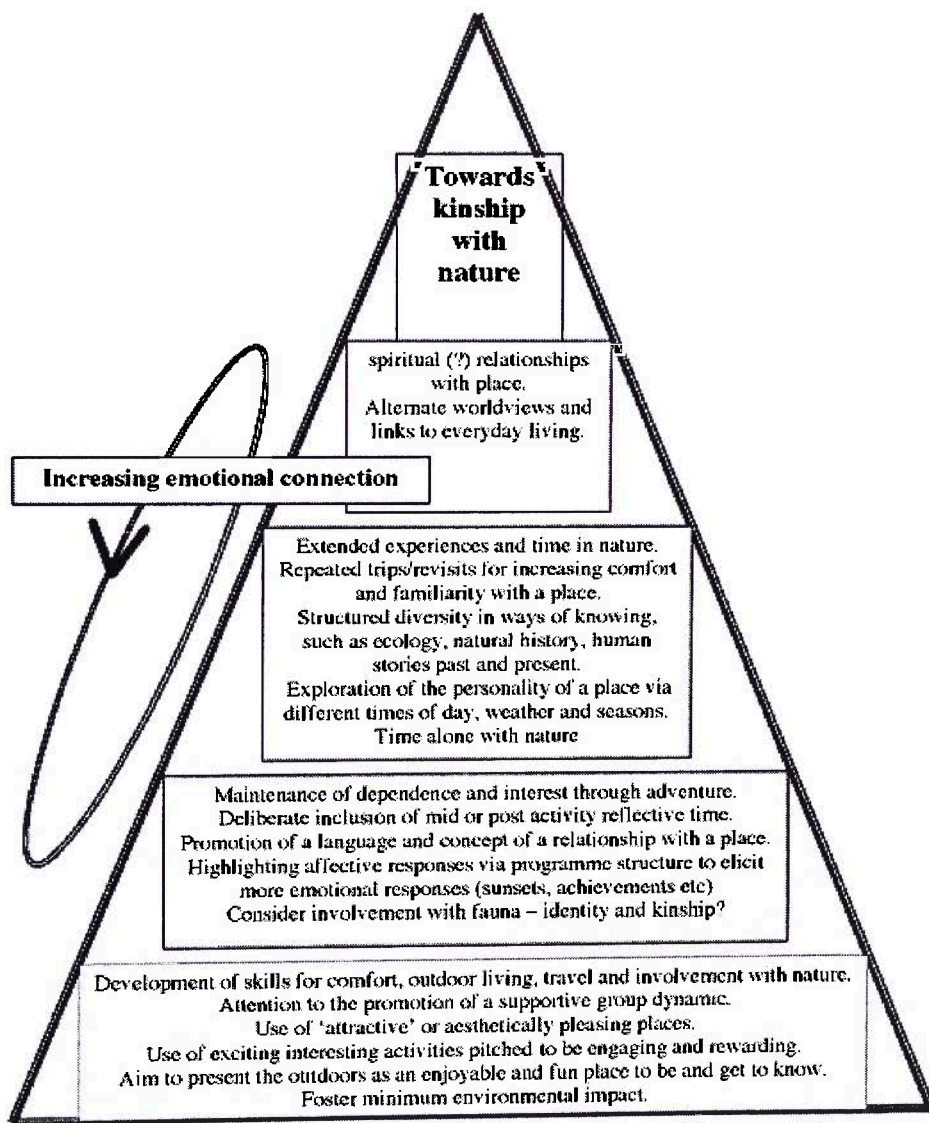 Towards
kinship
with
nature
spiritual (?) relationships
with place.
Alternate worldviews and
links to everyday living.
Increasing emotional connection
Extended experiences and time in nature.
Repeated trips/revisits for increasing comfort
and familiarity with a place.
Structured diversity in ways of knowing,
such as ecology, natural history, human
stories past and present.
Exploration of the personality of a place via
different times of day, weather and seasons.
Time alone with nature
Maintenance of dependence and interest through adventure.
Deliberate inclusion of mid or post activity reflective time.
Promotion of a language and concept of a relationship with a place.
Highlighting affective responses via programme structure to elicit
more emotional responses (sunsets, achievements etc)
Consider involvement with fauna – identity and kinship?
Development of skills for comfort, outdoor living, travel and involvement with nature.
Attention to the promotion of a supportive group dynamic.
Use of ‘attractive’ or aesthetically pleasing places.
Use of exciting interesting activities pitched to be engaging and rewarding.
Aim to present the outdoors as an enjoyable and fun place to be and get to know.
Foster minimum environmental impact.